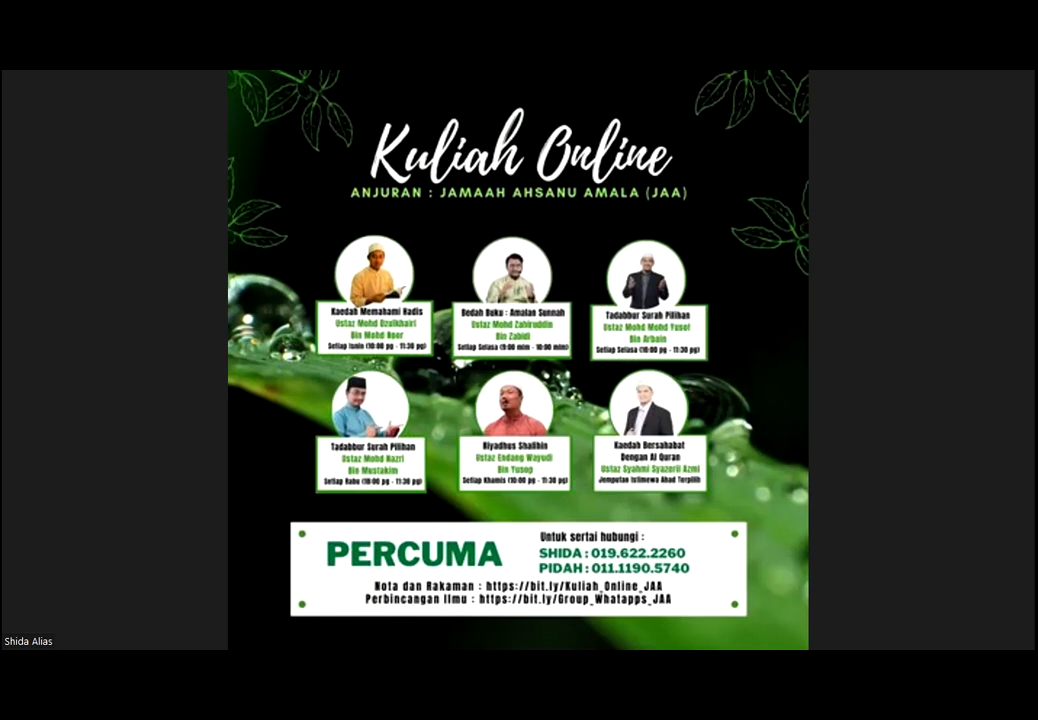 Kuliah Online
ANJURAN : JAMAAH AHSANU AMALA (JAA)
Kaedah Memahami Hadis
Ustaz Mohd Dzulkhairi
Bin Mohd Noor
Setiap Isnin (10:00 pg - 11:30 pg)
Bedah Buku : Amalan Sunnah
Ustaz Mohd Zahiruddin
Bin Zabidi
Setiap Selasa (9:00 mlm - 10:00 mlm)
Tadabbur Surah Pilihan
Ustaz Mohd Mohd Yusof
Bin Arbain
Setiap Selasa (10:00 pg - 11:30 pg)
Tadabbur Surah Pilihan
Ustaz Mohd Nazri
Bin Mustakim
Setiap Rabu (10:00 pg - 11:30 pg)
Riyadhus Shalihin
Ustaz Endang Wayudi
Bin Yusop
Setiap Khamis (10:00 pg - 11:30 pg)
Kaedah Bersahabat
Dengan Al Quran
Ustaz Syahmi Syazerii Azmi
Jemputan Istimewa Ahad Terpilih
PERCUMA
Untuk sertai hubungi :
SHIDA : 019.622.2260
PIDAH : 011.1190.5740
Nota dan Rakaman : https://bit.ly/Kuliah_Online_JAA
Perbincangan Ilmu : https://bit.ly/Group_Whatapps_JAA
Shida Alias